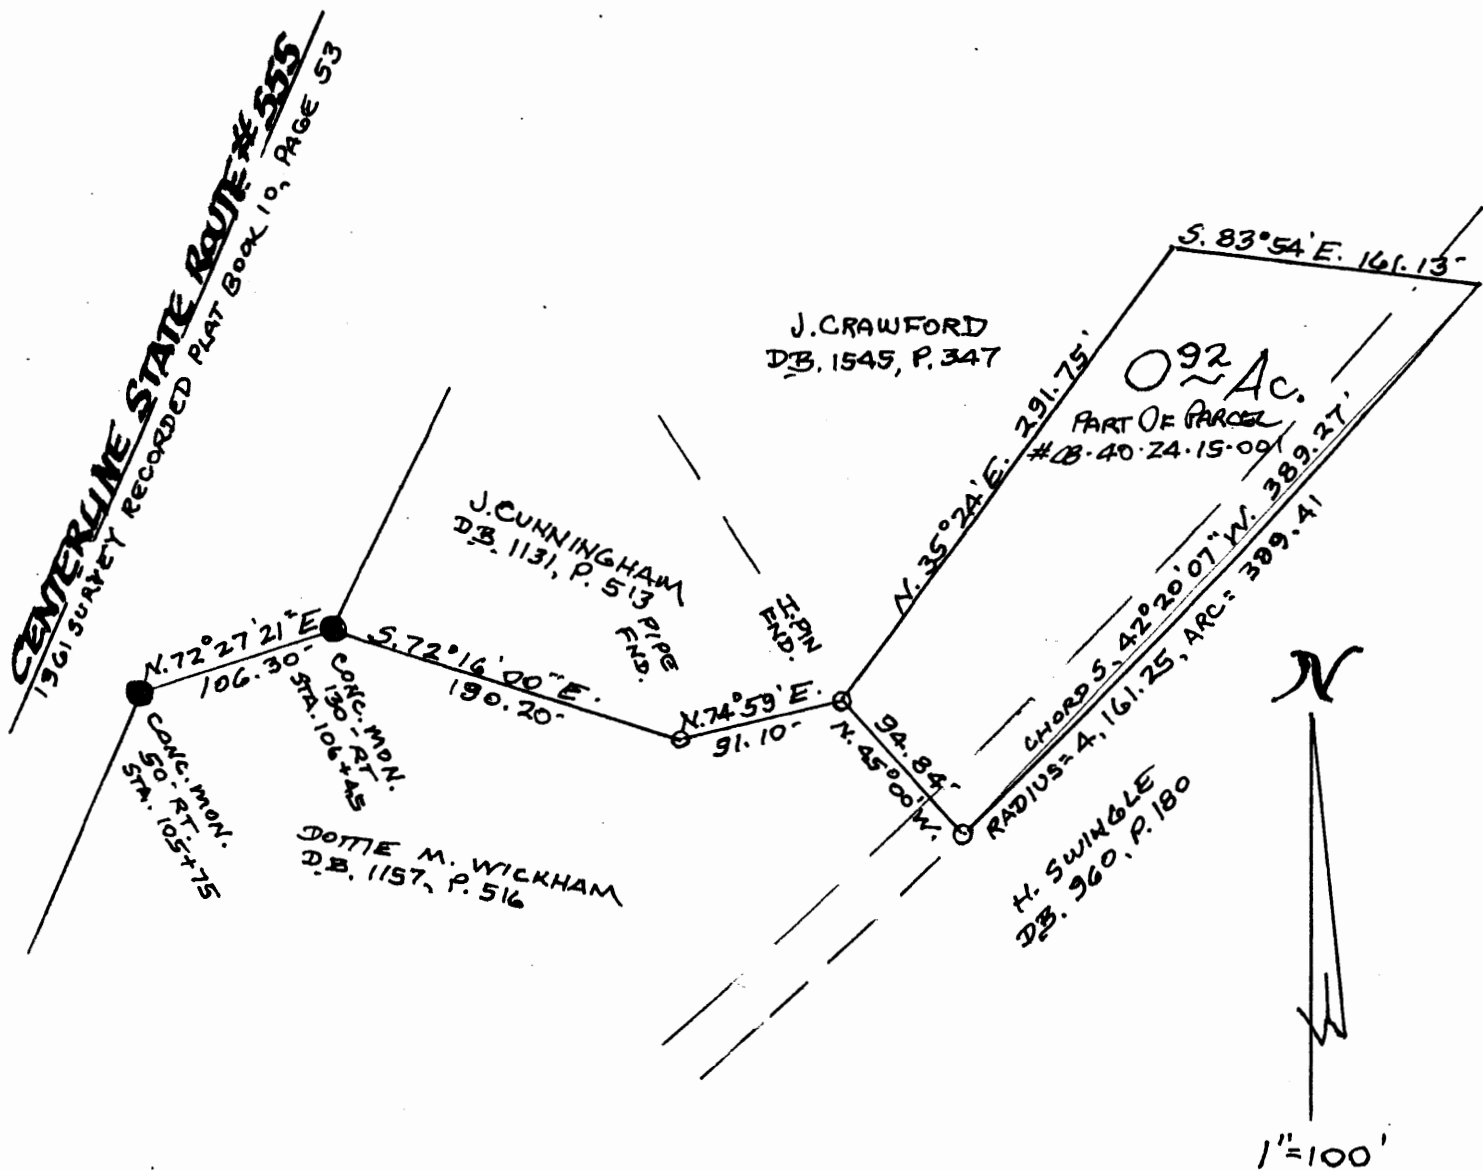 CENTERLINE STATE ROUTE # 555
1961 SURVEY RECORDED PLAT BOOK 10, PAGE 53
S. 83°54' E. 161.13'
J. CRAWFORD
D.B. 1545, P. 347
0.92 Ac.
PART OF PARCEL
#08-40-24-15-001
N. 35°24' E. 291.75'
J. CUNNINGHAM
D.B. 1131, P. 513
PIPE
FND.
I. PIN
FND.
N. 72°27'21" E
106.30'
S. 72°16'00" E.
190.20'
N. 74°59' E.
91.10'
94.84'
N. 45°00' W.
CHORD S. 42°20'07" W. 389.27'
RADIUS = 4,161.25, ARC = 389.41
CONC. MON.
130' RT
STA. 106+45
CONC. MON.
50' RT.
STA. 105+75
DOTTIE M. WICKHAM
D.B. 1157, P. 516
H. SWINGLE
D.B. 960, P. 180
N
1"=100'